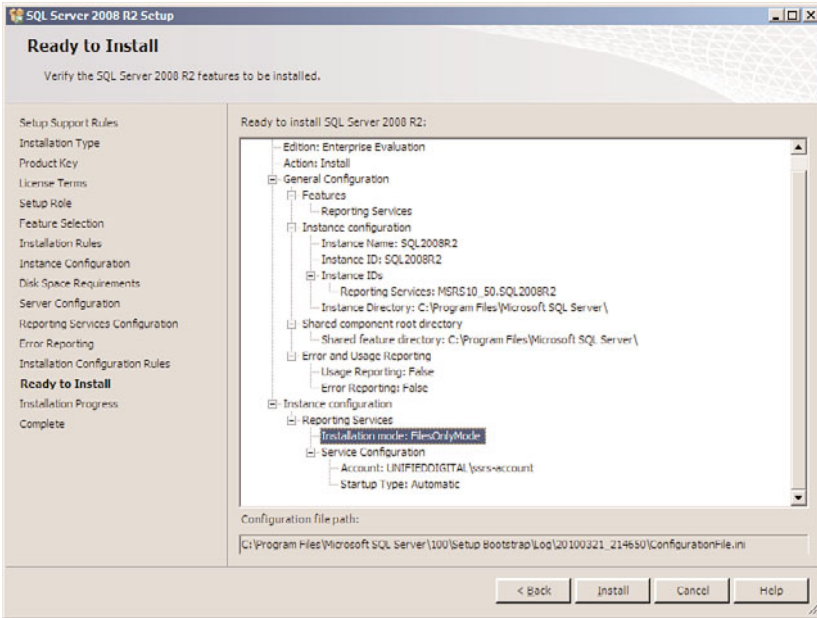 SQL Server 2008 R2 Setup
Ready to Install
Verify the SQL Server 2008 R2 features to be installed.
Setup Support Rules
Installation Type
Product Key
License Terms
Setup Role
Feature Selection
Installation Rules
Instance Configuration
Disk Space Requirements
Server Configuration
Reporting Services Configuration
Error Reporting
Installation Configuration Rules
Ready to Install
Installation Progress
Complete
Ready to install SQL Server 2008 R2:
Edition: Enterprise Evaluation
Action: Install
General Configuration
Features
Reporting Services
Instance configuration
Instance Name: SQL2008R2
Instance ID: SQL2008R2
Instance IDs
Reporting Services: MSRS10_50.SQL2008R2
Instance Directory: C:\Program Files\Microsoft SQL Server\
Shared component root directory
Shared feature directory: C:\Program Files\Microsoft SQL Server\
Error and Usage Reporting
Usage Reporting: False
Error Reporting: False
Instance configuration
Reporting Services
Installation mode: FilesOnlyMode
Service Configuration
Account: UNIFIEDDIGITAL\ssrs-account
Startup Type: Automatic
Configuration file path:
C:\Program Files\Microsoft SQL Server\100\Setup Bootstrap\Log\20100321_214650\ConfigurationFile.ini
< Back
Install
Cancel
Help